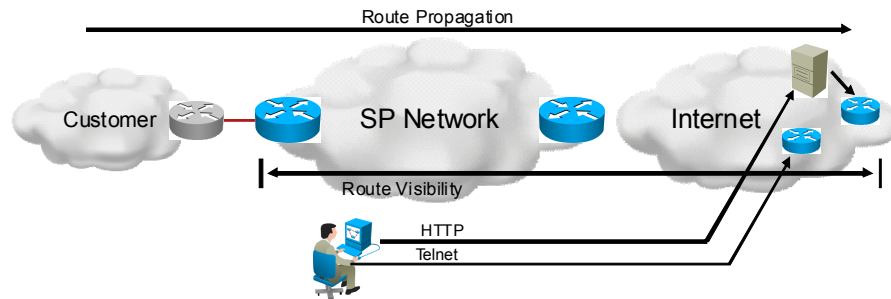 Route Propagation
Customer
SP Network
Internet
Route Visibility
HTTP
Telnet